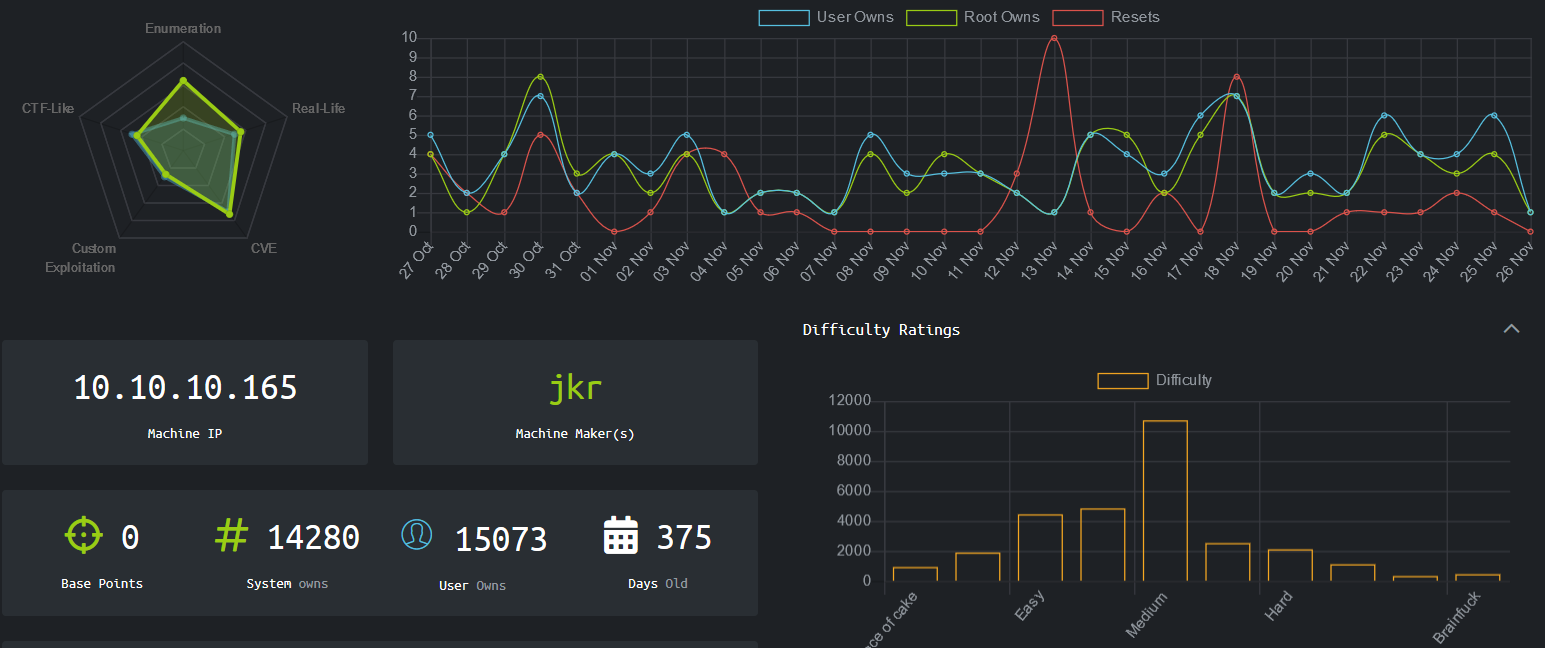 Enumeration
CTF-Like
Real-Life
Custom
Exploitation
CVE
User Owns Root Owns Resets
10
9
8
7
6
5
4
3
2
1
0
27 Oct 28 Oct 29 Oct 30 Oct 31 Oct 01 Nov 02 Nov 03 Nov 04 Nov 05 Nov 06 Nov 07 Nov 08 Nov 09 Nov 10 Nov 11 Nov 12 Nov 13 Nov 14 Nov 15 Nov 16 Nov 17 Nov 18 Nov 19 Nov 20 Nov 21 Nov 22 Nov 23 Nov 24 Nov 25 Nov 26 Nov
10.10.10.165
Machine IP
jkr
Machine Maker(s)
0
Base Points
14280
System owns
15073
User Owns
375
Days Old
Difficulty Ratings
Difficulty
12000
10000
8000
6000
4000
2000
0
ce of cake Easy Medium Hard Brainfuck